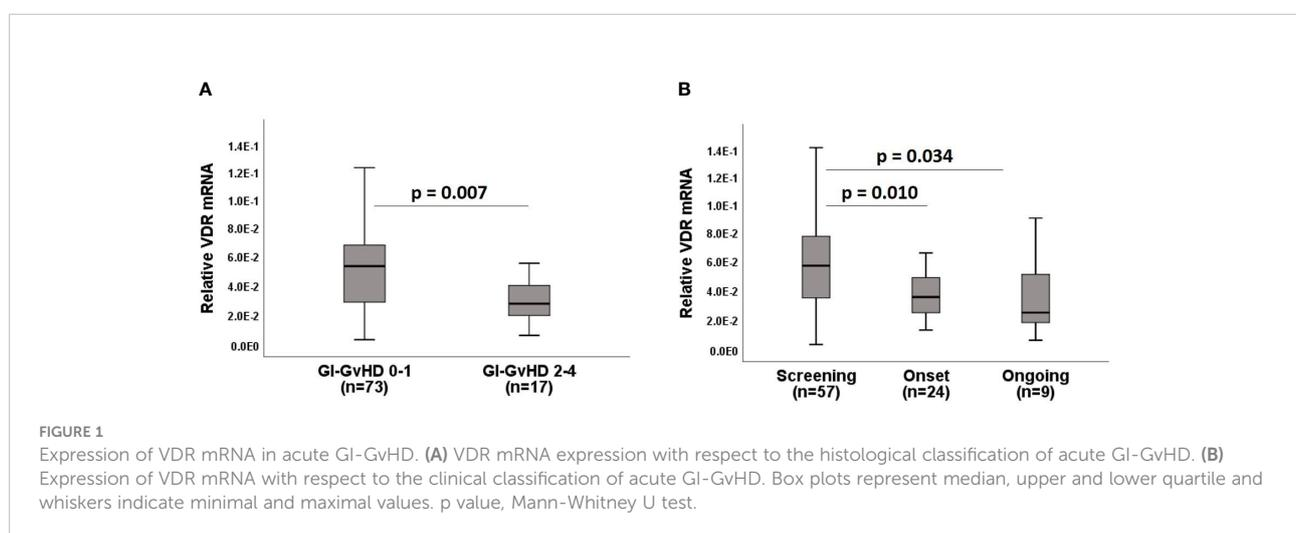 A
Relative VDR mRNA
1.4E-1
1.2E-1
1.0E-1
8.0E-2
6.0E-2
4.0E-2
2.0E-2
0.0E0
p = 0.007
GI-GvHD 0-1
(n=73)
GI-GvHD 2-4
(n=17)
B
Relative VDR mRNA
1.4E-1
1.2E-1
1.0E-1
8.0E-2
6.0E-2
4.0E-2
2.0E-2
0.0E0
p = 0.034
p = 0.010
Screening
(n=57)
Onset
(n=24)
Ongoing
(n=9)
FIGURE 1
Expression of VDR mRNA in acute GI-GvHD. (A) VDR mRNA expression with respect to the histological classification of acute GI-GvHD. (B)
Expression of VDR mRNA with respect to the clinical classification of acute GI-GvHD. Box plots represent median, upper and lower quartile and
whiskers indicate minimal and maximal values. p value, Mann-Whitney U test.